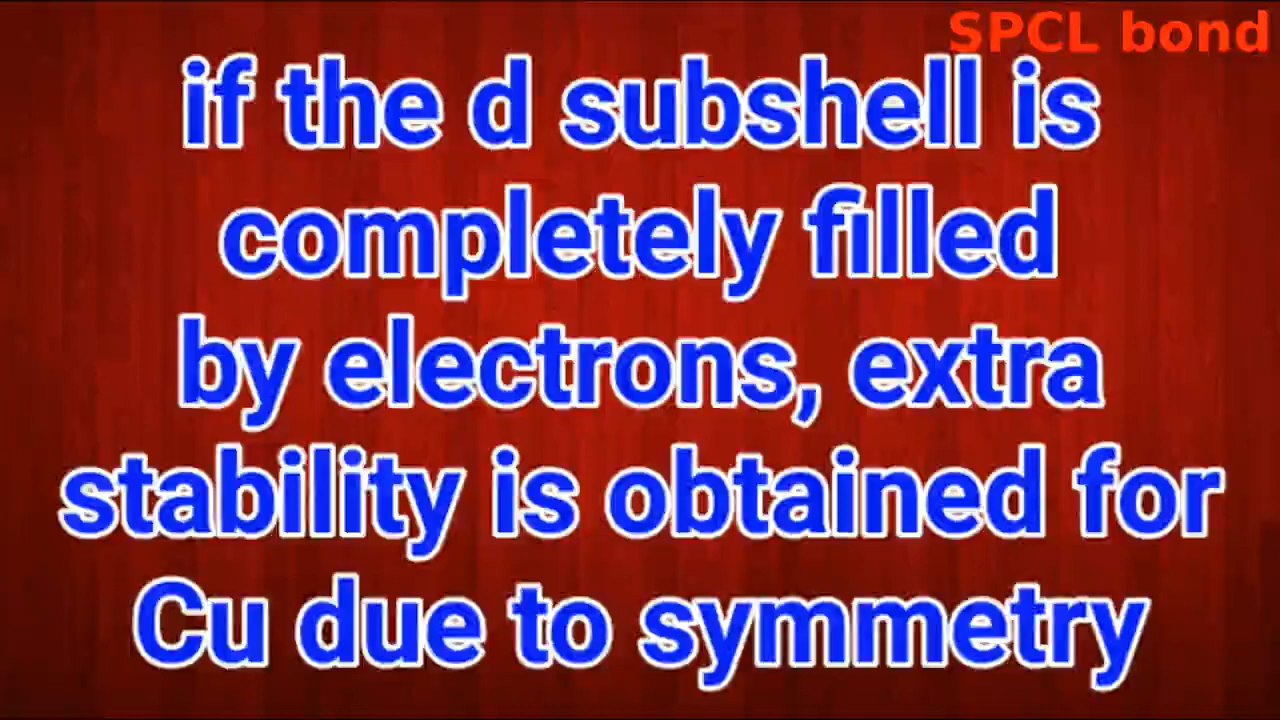 SPCL bond
if the d subshell is
completely filled
by electrons, extra
stability is obtained for
Cu due to symmetry